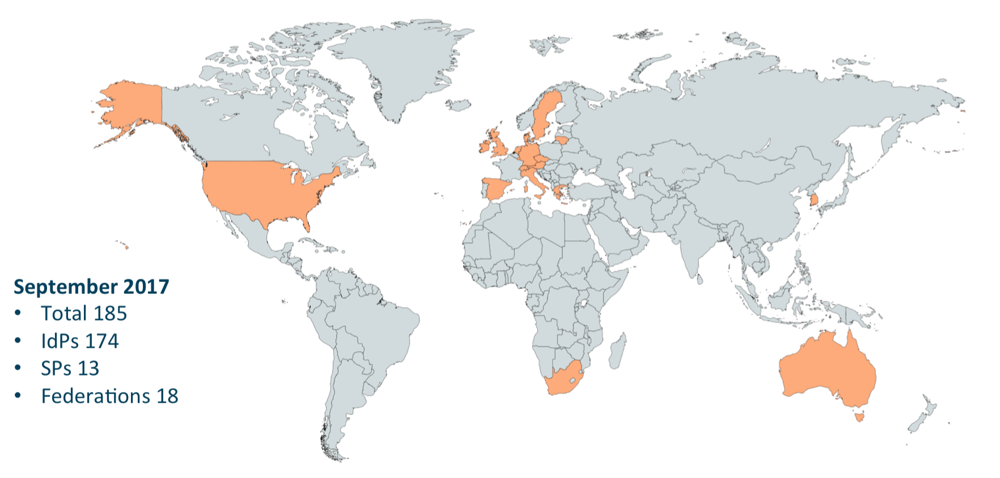 September 2017
• Total 185
• IdPs 174
• SPs 13
• Federations 18